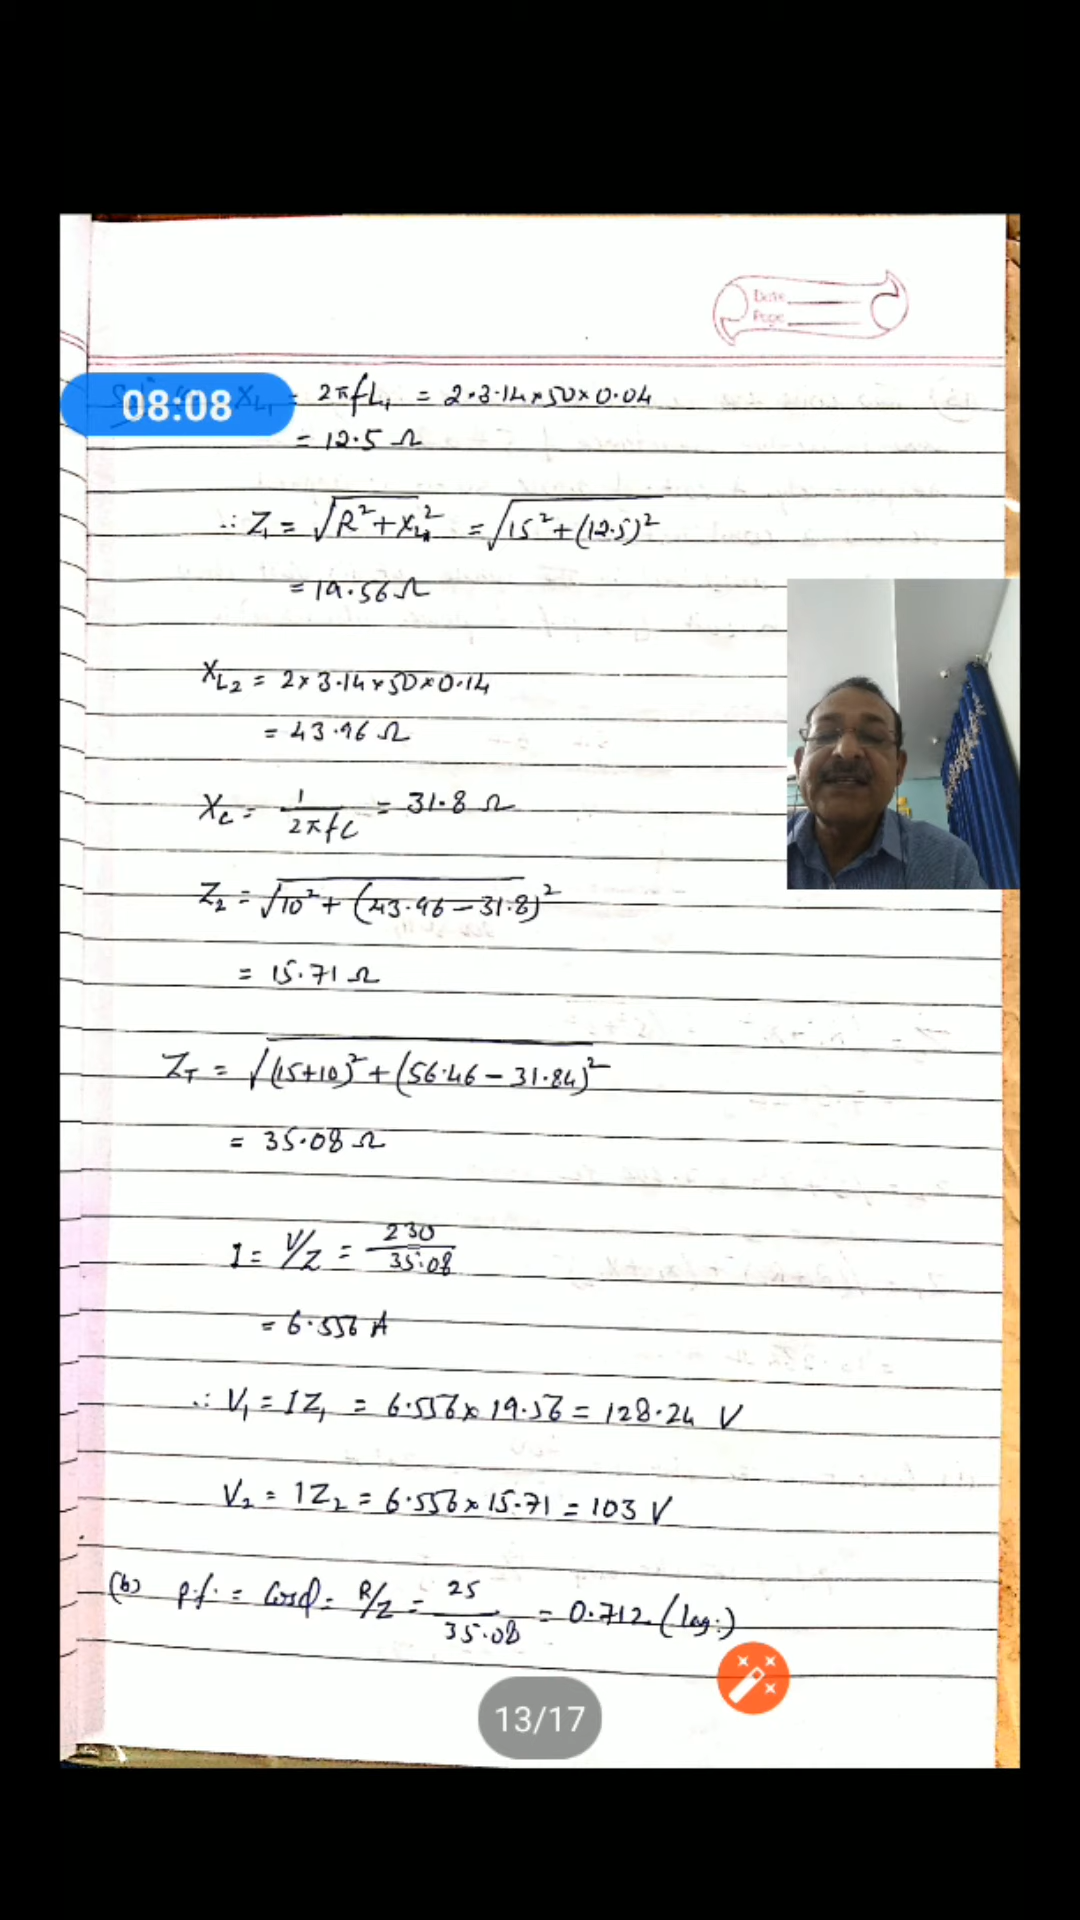 Date
Page
08:08
X_L₁ = 2πfL₁ = 2×3.14×50×0.04
= 12.5 Ω
∴ Z₁ = √(R²+X_L₁²) = √(15²+(12.5)²)
= 19.56 Ω
X_L₂ = 2×3.14×50×0.14
= 43.96 Ω
X_C = 1/2πfC = 31.8 Ω
Z₂ = √(10²+(43.96-31.8)²)
= 15.71 Ω
Z_T = √((15+10)²+(56.46-31.84)²)
= 35.08 Ω
I = V/Z = 230/35.08
= 6.556 A
∴ V₁ = IZ₁ = 6.556×19.56 = 128.24 V
V₂ = IZ₂ = 6.556×15.71 = 103 V
(b) p.f. = Cosφ = R/Z = 25/35.08 = 0.712 (lag.)
13/17